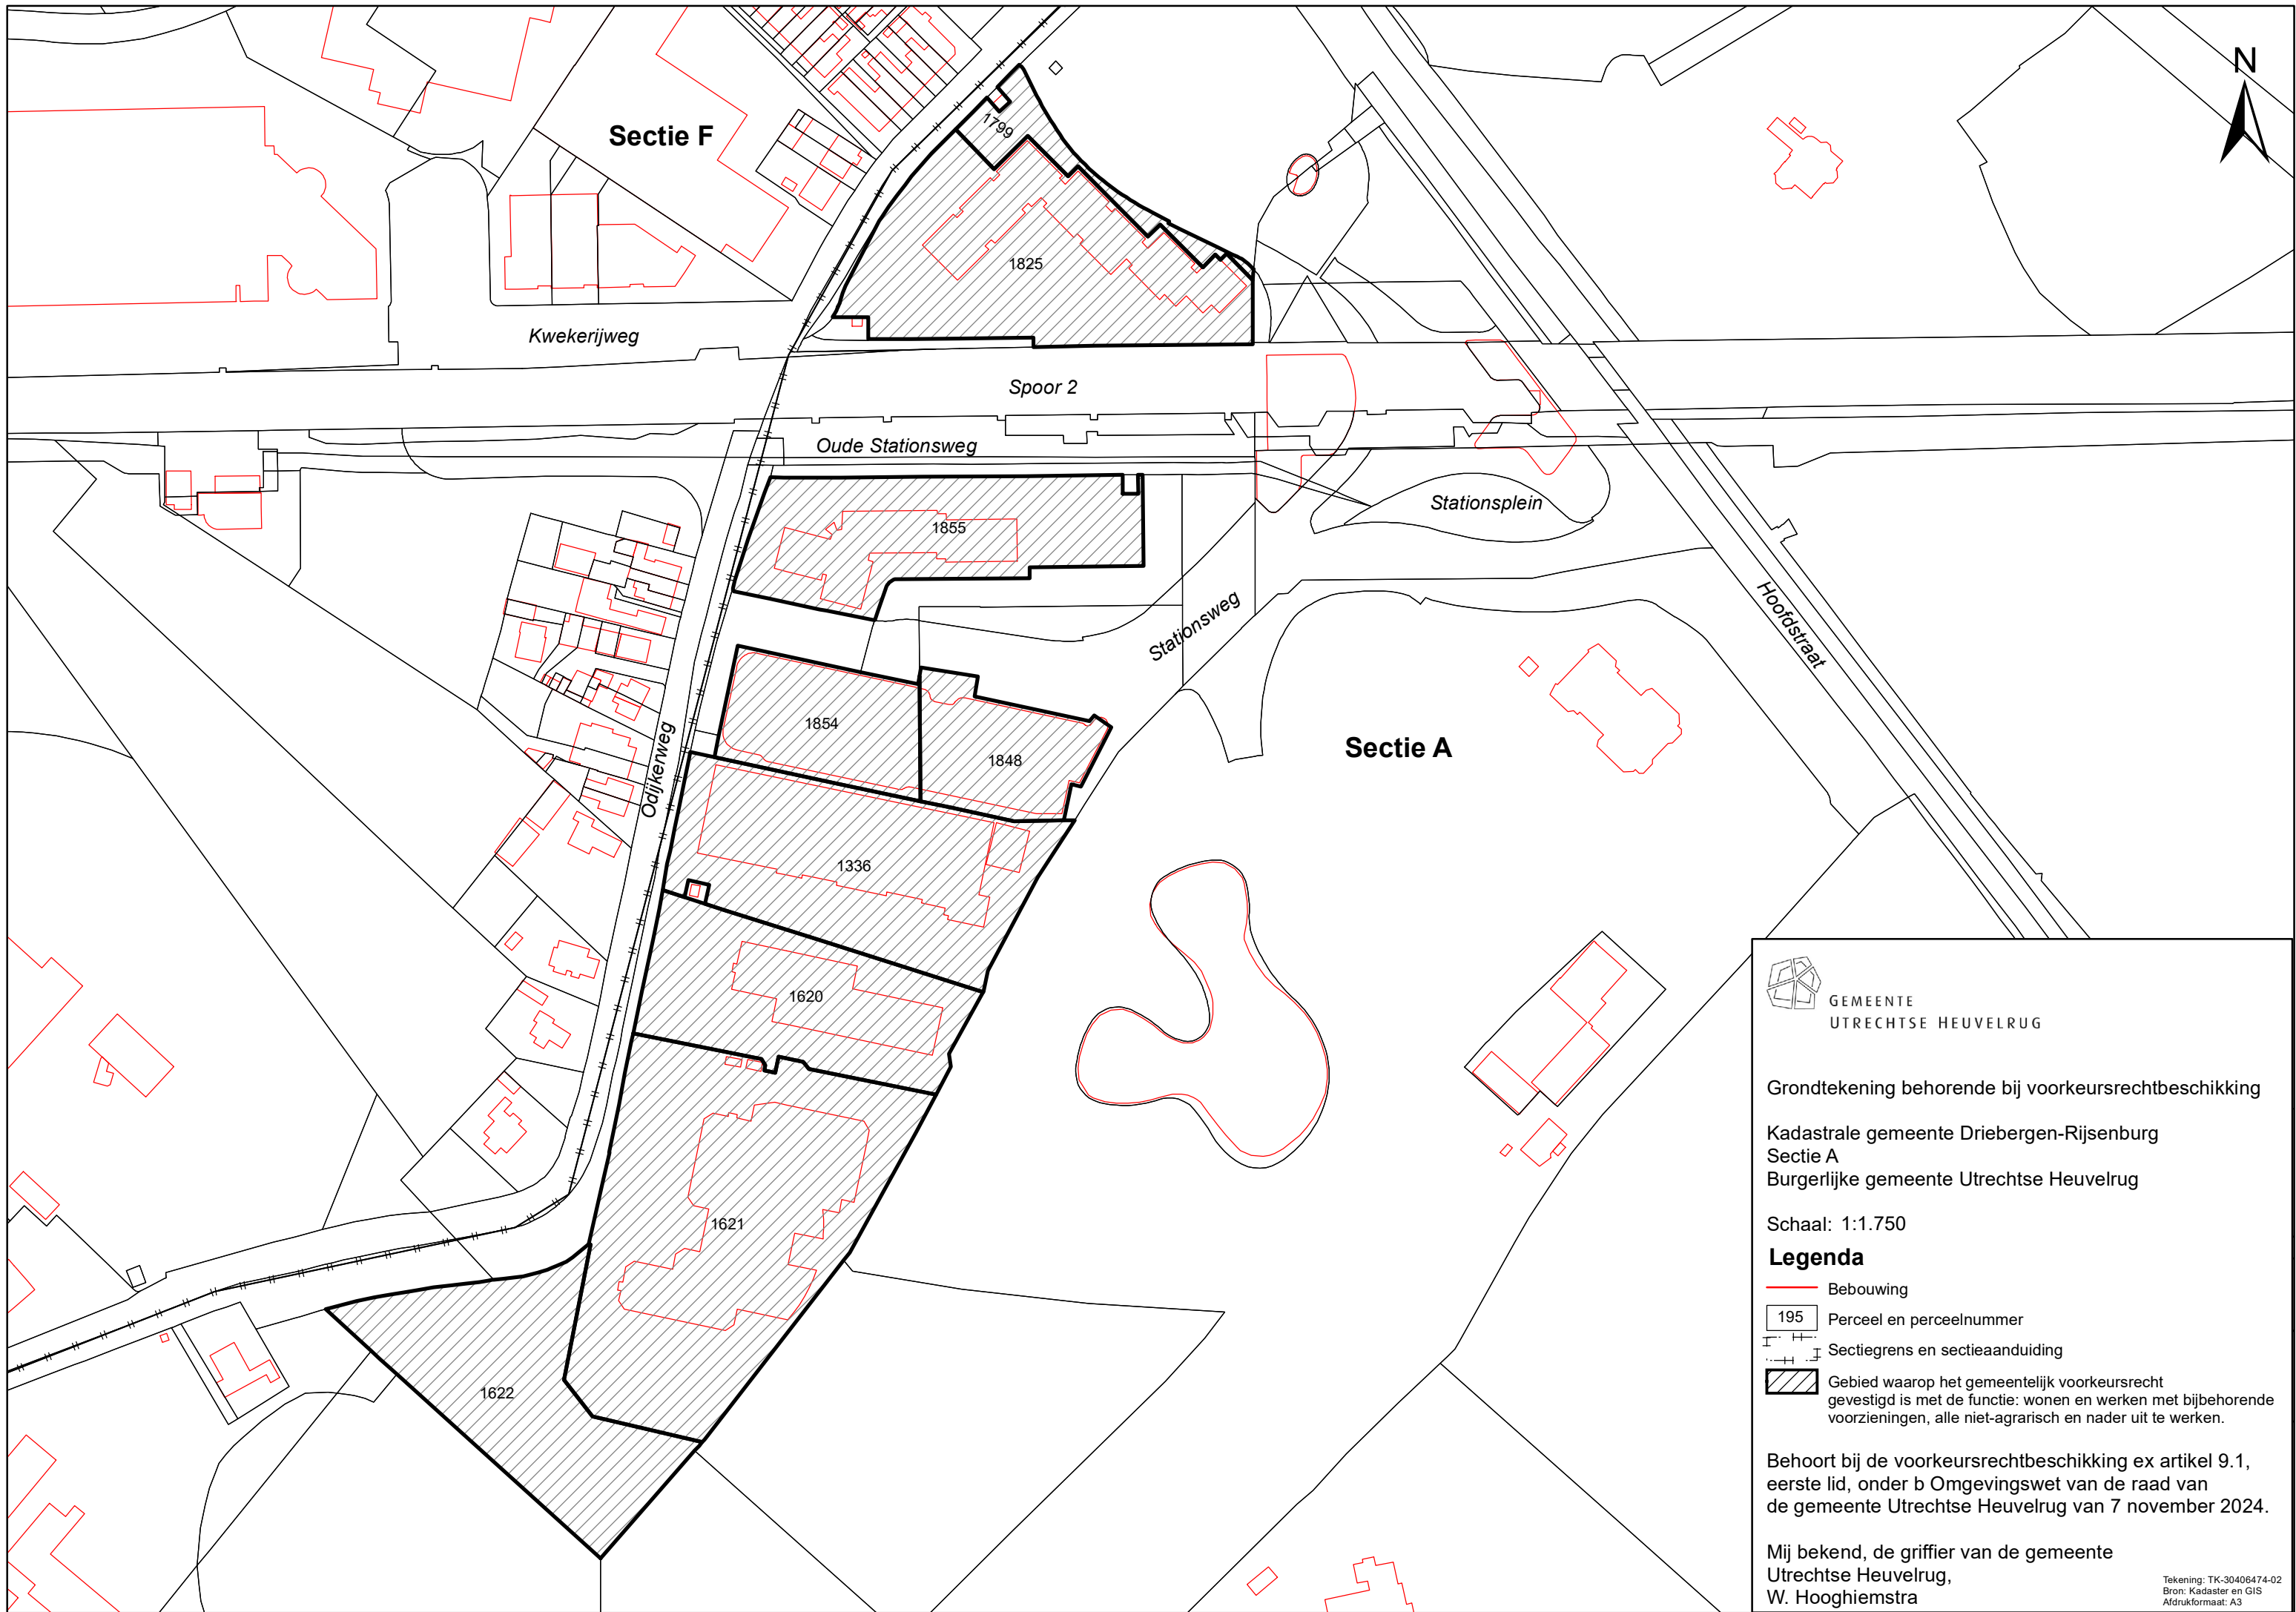 N
Sectie F
1799
1825
Kwekerijweg
Spoor 2
Oude Stationsweg
Stationsplein
1855
Stationsweg
Hoofdstraat
1854
1848
Sectie A
Odijkerweg
1336
1620
1621
1622
GEMEENTE
UTRECHTSE HEUVELRUG
Grondtekening behorende bij voorkeursrechtbeschikking
Kadastrale gemeente Driebergen-Rijsenburg
Sectie A
Burgerlijke gemeente Utrechtse Heuvelrug
Schaal: 1:1.750
Legenda
Bebouwing
195 Perceel en perceelnummer
Sectiegrens en sectieaanduiding
Gebied waarop het gemeentelijk voorkeursrecht
gevestigd is met de functie: wonen en werken met bijbehorende
voorzieningen, alle niet-agrarisch en nader uit te werken.
Behoort bij de voorkeursrechtbeschikking ex artikel 9.1,
eerste lid, onder b Omgevingswet van de raad van
de gemeente Utrechtse Heuvelrug van 7 november 2024.
Mij bekend, de griffier van de gemeente
Utrechtse Heuvelrug,
W. Hooghiemstra
Tekening: TK-30406474-02
Bron: Kadaster en GIS
Afdrukformaat: A3